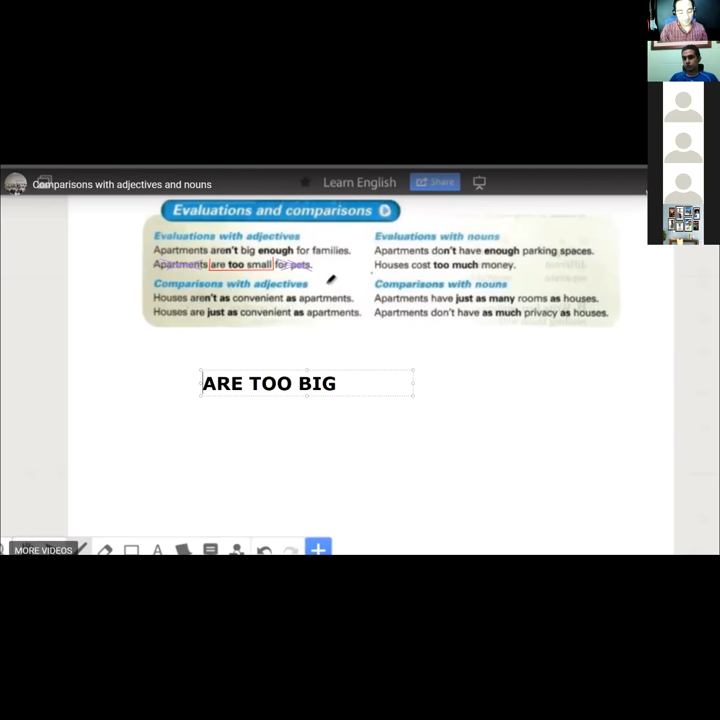 Comparisons with adjectives and nouns
Learn English
Share
Evaluations and comparisons
Evaluations with adjectives
Apartments aren't big enough for families.
Apartments are too small for pets.
Comparisons with adjectives
Houses aren't as convenient as apartments.
Houses are just as convenient as apartments.
Evaluations with nouns
Apartments don't have enough parking spaces.
Houses cost too much money.
Comparisons with nouns
Apartments have just as many rooms as houses.
Apartments don't have as much privacy as houses.
ARE TOO BIG
MORE VIDEOS